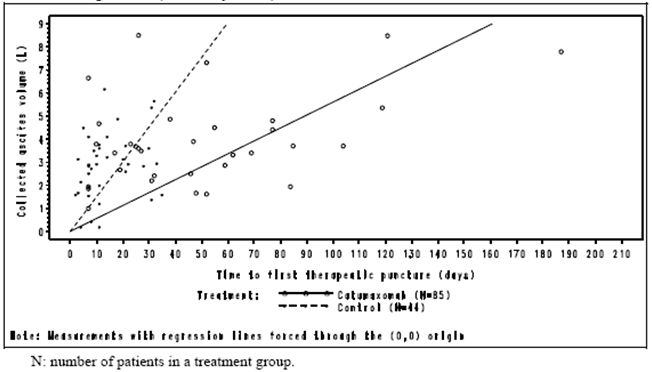 Collected ascites volume (L)
9
8
7
6
5
4
3
2
1
0
0 10 20 30 40 50 60 70 80 90 100 110 120 130 140 150 160 170 180 190 200 210
Time to first therapeutic puncture (days)
Treatment:
Catumaxomab (N=85)
Control (N=44)
Note: Measurements with regression lines forced through the (0,0) origin
N: number of patients in a treatment group.